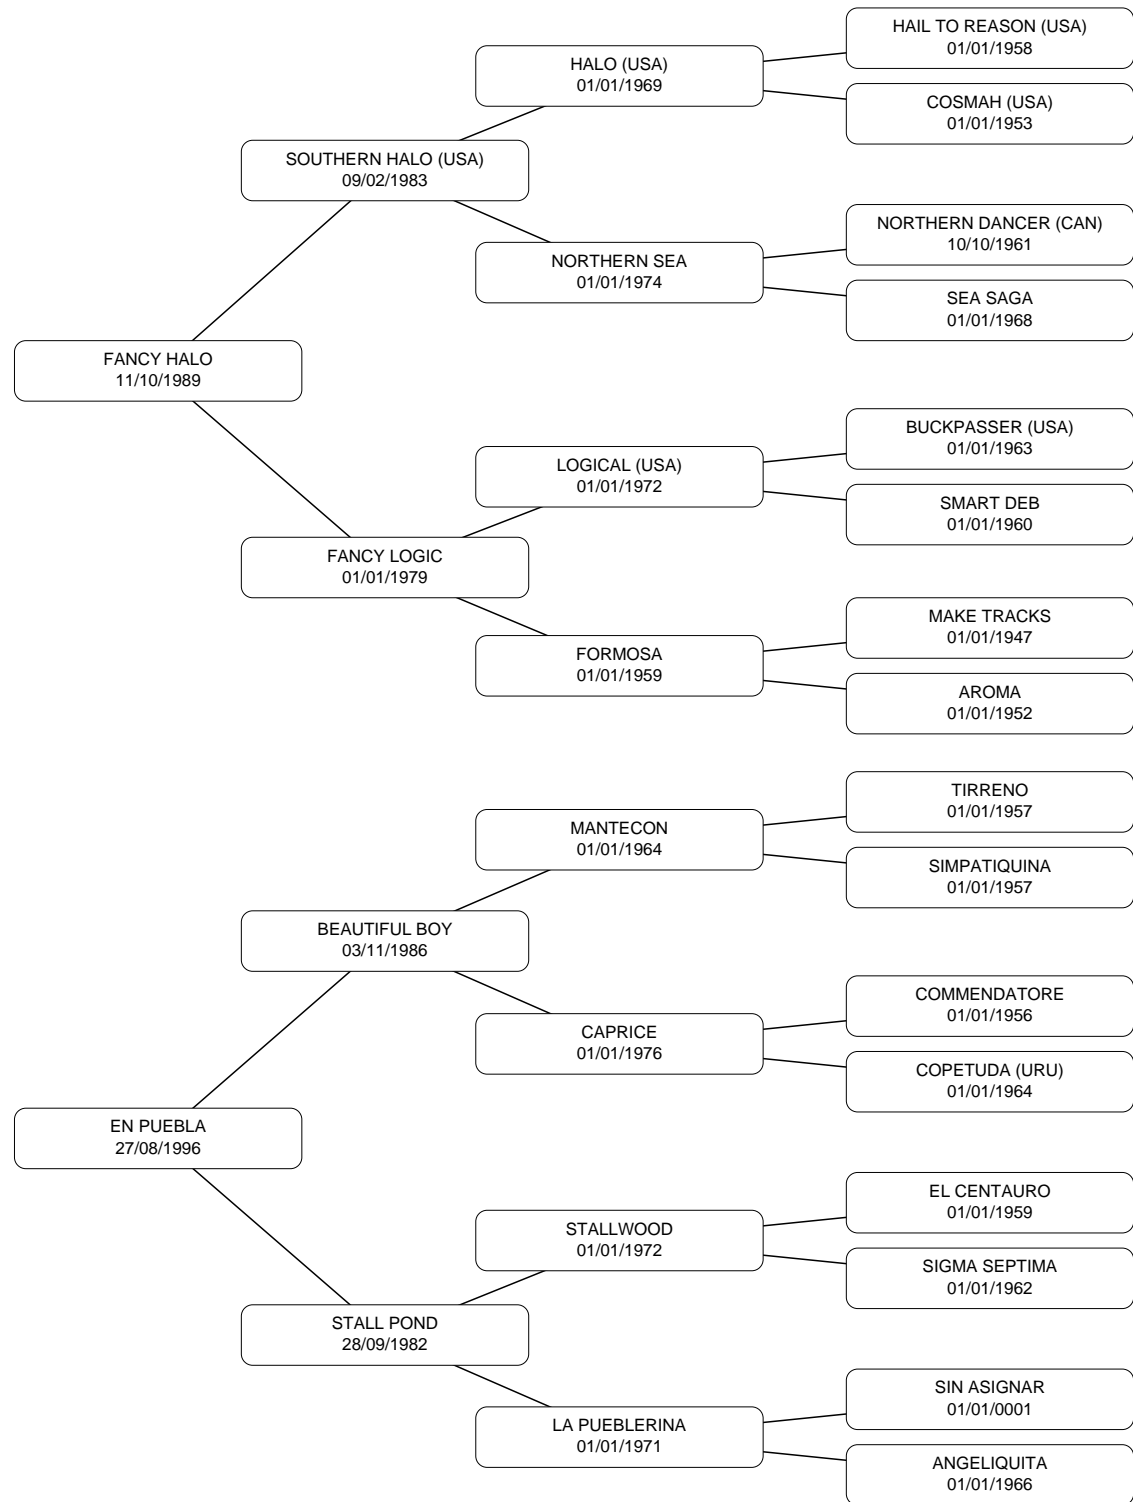 HAIL TO REASON (USA)
01/01/1958
HALO (USA)
01/01/1969
COSMAH (USA)
01/01/1953
SOUTHERN HALO (USA)
09/02/1983
NORTHERN DANCER (CAN)
10/10/1961
NORTHERN SEA
01/01/1974
SEA SAGA
01/01/1968
FANCY HALO
11/10/1989
BUCKPASSER (USA)
01/01/1963
LOGICAL (USA)
01/01/1972
SMART DEB
01/01/1960
FANCY LOGIC
01/01/1979
MAKE TRACKS
01/01/1947
FORMOSA
01/01/1959
AROMA
01/01/1952
TIRRENO
01/01/1957
MANTECON
01/01/1964
SIMPATIQUINA
01/01/1957
BEAUTIFUL BOY
03/11/1986
COMMENDATORE
01/01/1956
CAPRICE
01/01/1976
COPETUDA (URU)
01/01/1964
EN PUEBLA
27/08/1996
EL CENTAURO
01/01/1959
STALLWOOD
01/01/1972
SIGMA SEPTIMA
01/01/1962
STALL POND
28/09/1982
SIN ASIGNAR
01/01/0001
LA PUEBLERINA
01/01/1971
ANGELIQUITA
01/01/1966